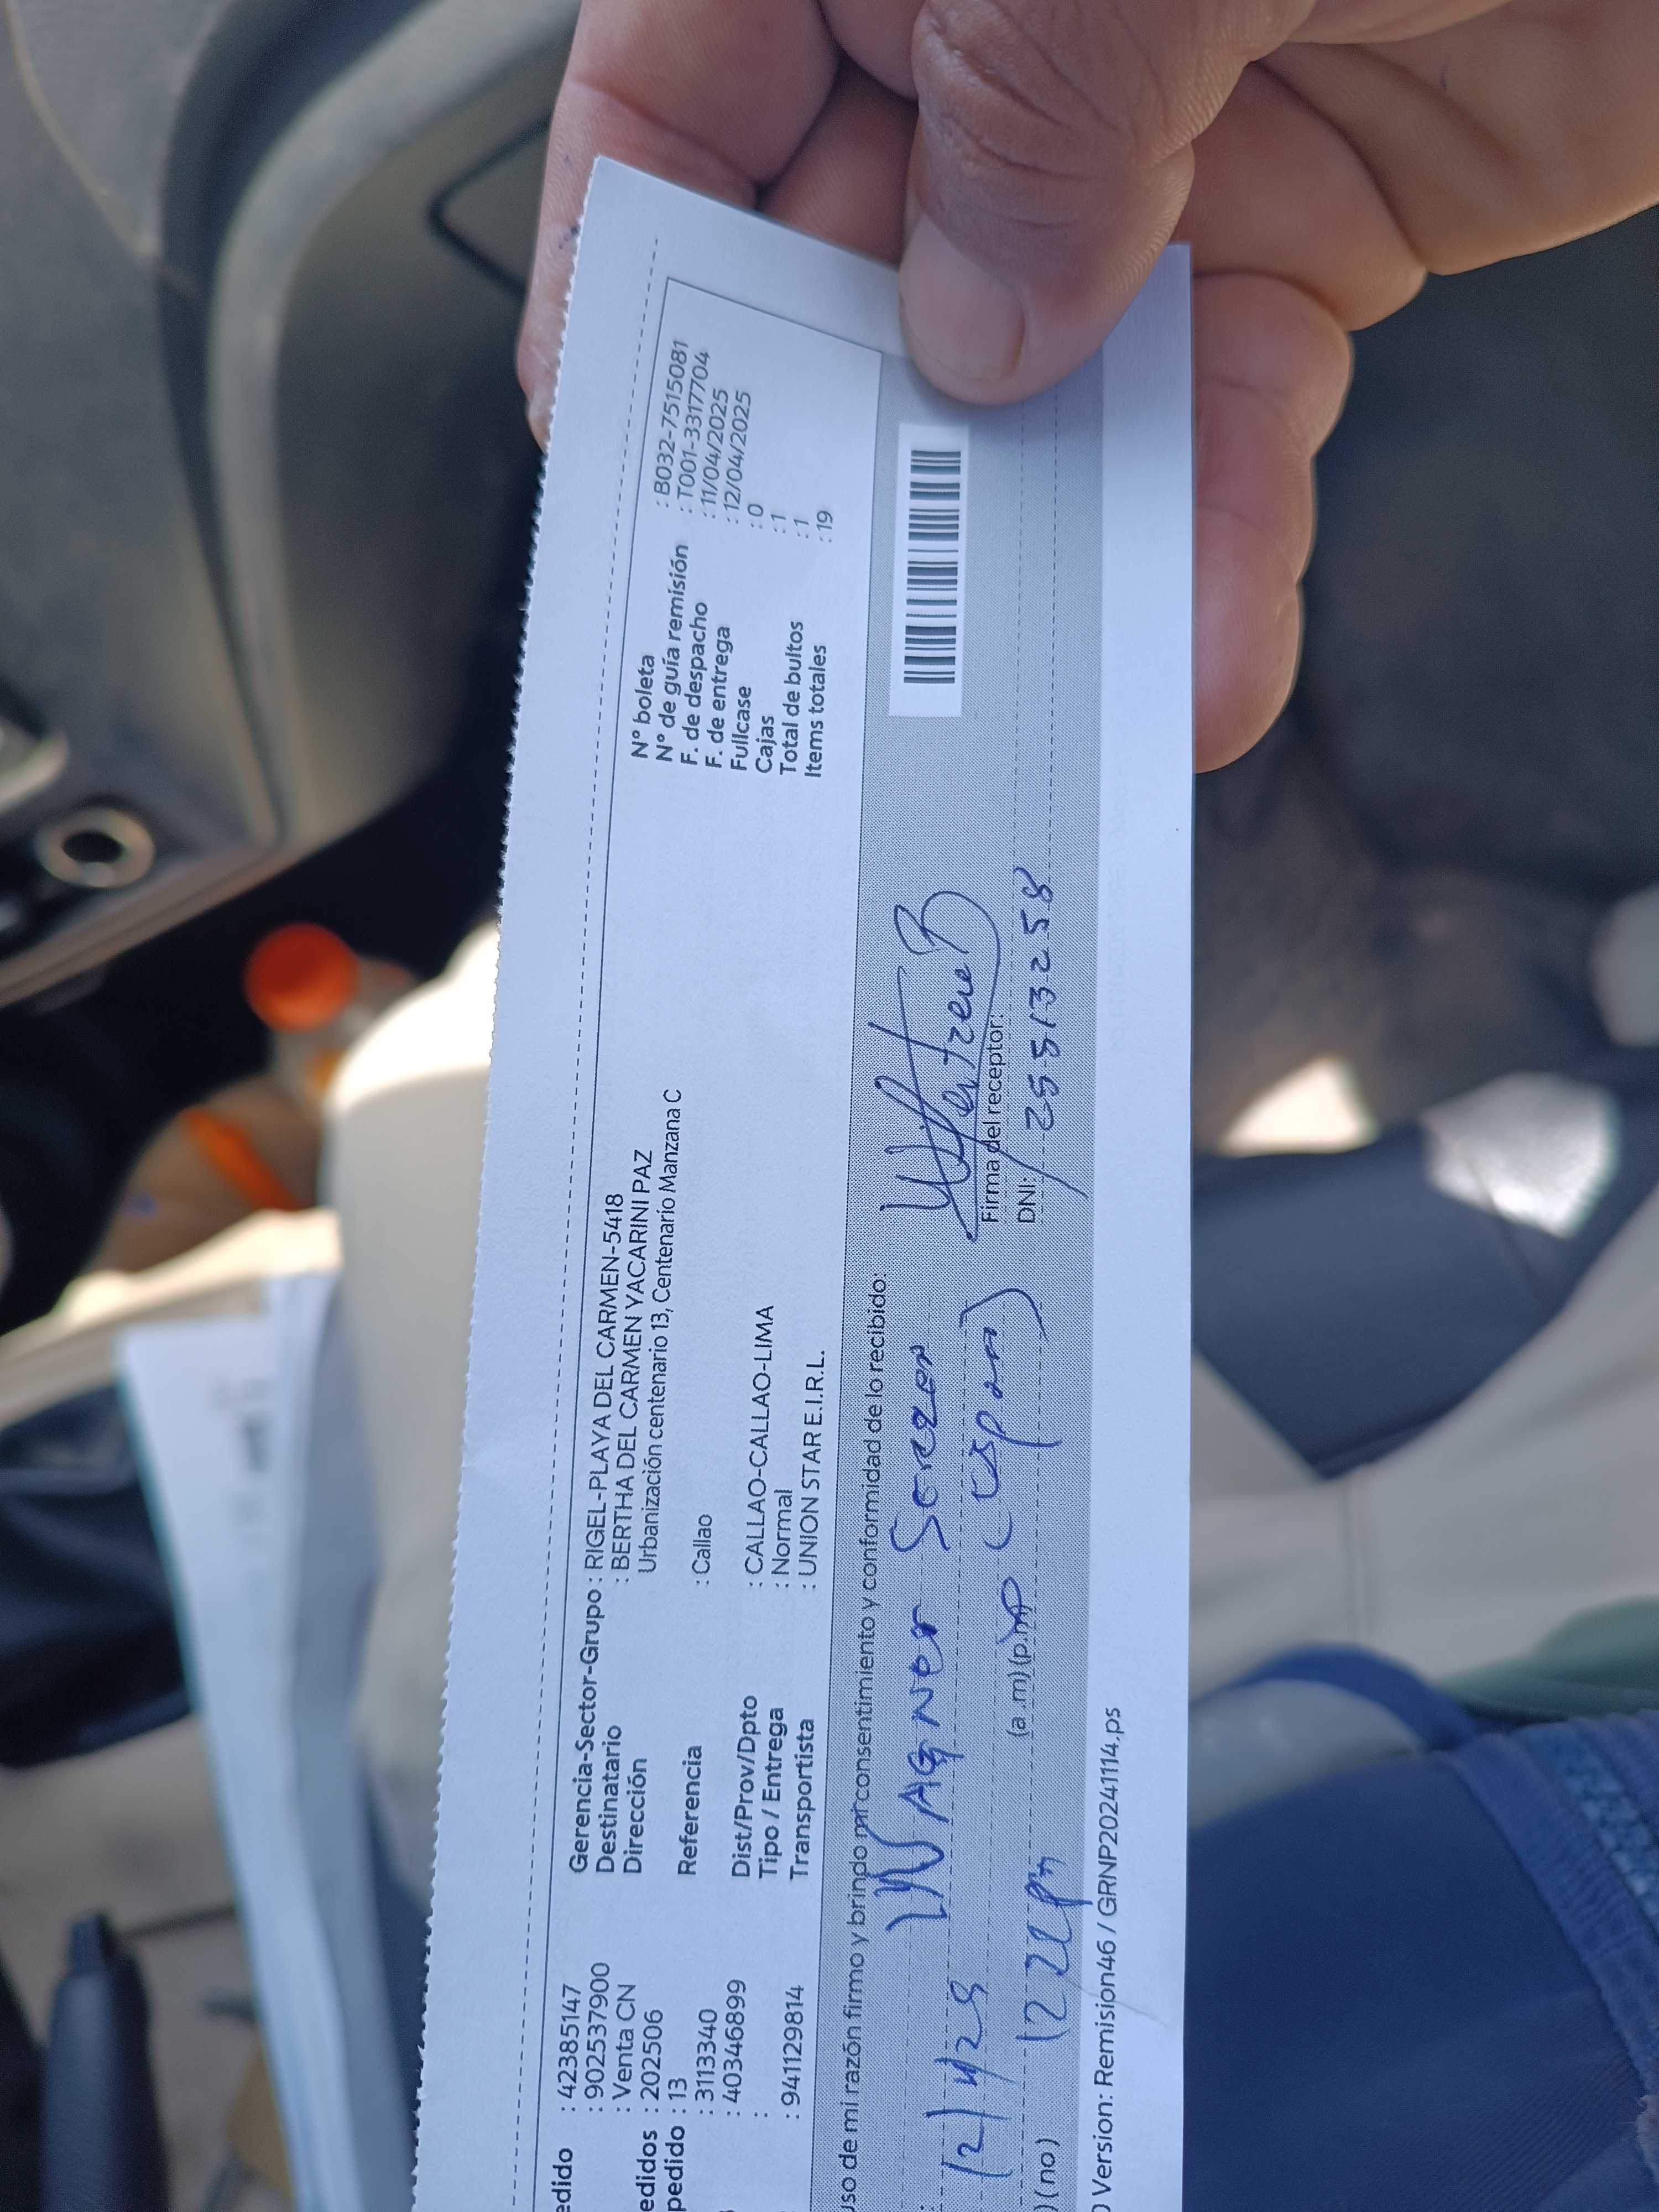 edido : 42385147
: 902537900
: Venta CN
edidos : 202506
pedido : 13
: 3113340
: 40346899
:
: 941129814
Gerencia-Sector-Grupo : RIGEL-PLAYA DEL CARMEN-5418
Destinatario : BERTHA DEL CARMEN YACARINI PAZ
Dirección Urbanización centenario 13, Centenario Manzana C
Referencia : Callao
Dist/Prov/Dpto : CALLAO-CALLAO-LIMA
Tipo / Entrega : Normal
Transportista : UNION STAR E.I.R.L.
N° boleta : B032-7515081
N° de guía remisión : T001-3317704
F. de despacho : 11/04/2025
F. de entrega : 12/04/2025
Fullcase : 0
Cajas : 1
Total de bultos : 1
Items totales : 19
uso de mi razón firmo y brindo mi consentimiento y conformidad de lo recibido:
12/4/25 WAGNER
) (no) (a.m) (p.m) (esposo)
Firma del receptor:
DNI: 25513258
) Version: Remision46 / GRNP20241114.ps